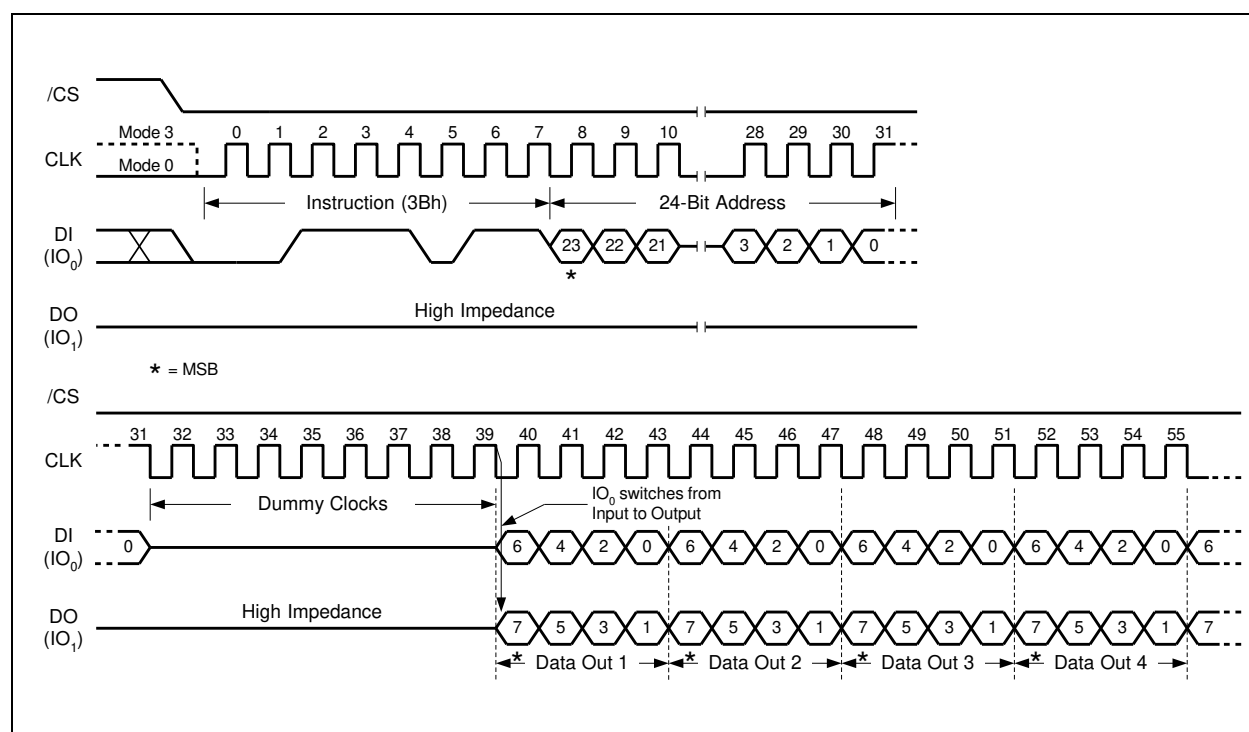 /CS
Mode 3 0 1 2 3 4 5 6 7 8 9 10 28 29 30 31
CLK
Mode 0
Instruction (3Bh) 24-Bit Address
DI
(IO0) 23 22 21 3 2 1 0
*
High Impedance
DO
(IO1)
* = MSB
/CS
31 32 33 34 35 36 37 38 39 40 41 42 43 44 45 46 47 48 49 50 51 52 53 54 55
CLK
Dummy Clocks
IO0 switches from
Input to Output
DI
(IO0) 0 6 4 2 0 6 4 2 0 6 4 2 0 6 4 2 0 6
High Impedance
DO
(IO1) 7 5 3 1 7 5 3 1 7 5 3 1 7 5 3 1 7
* Data Out 1 * Data Out 2 * Data Out 3 * Data Out 4